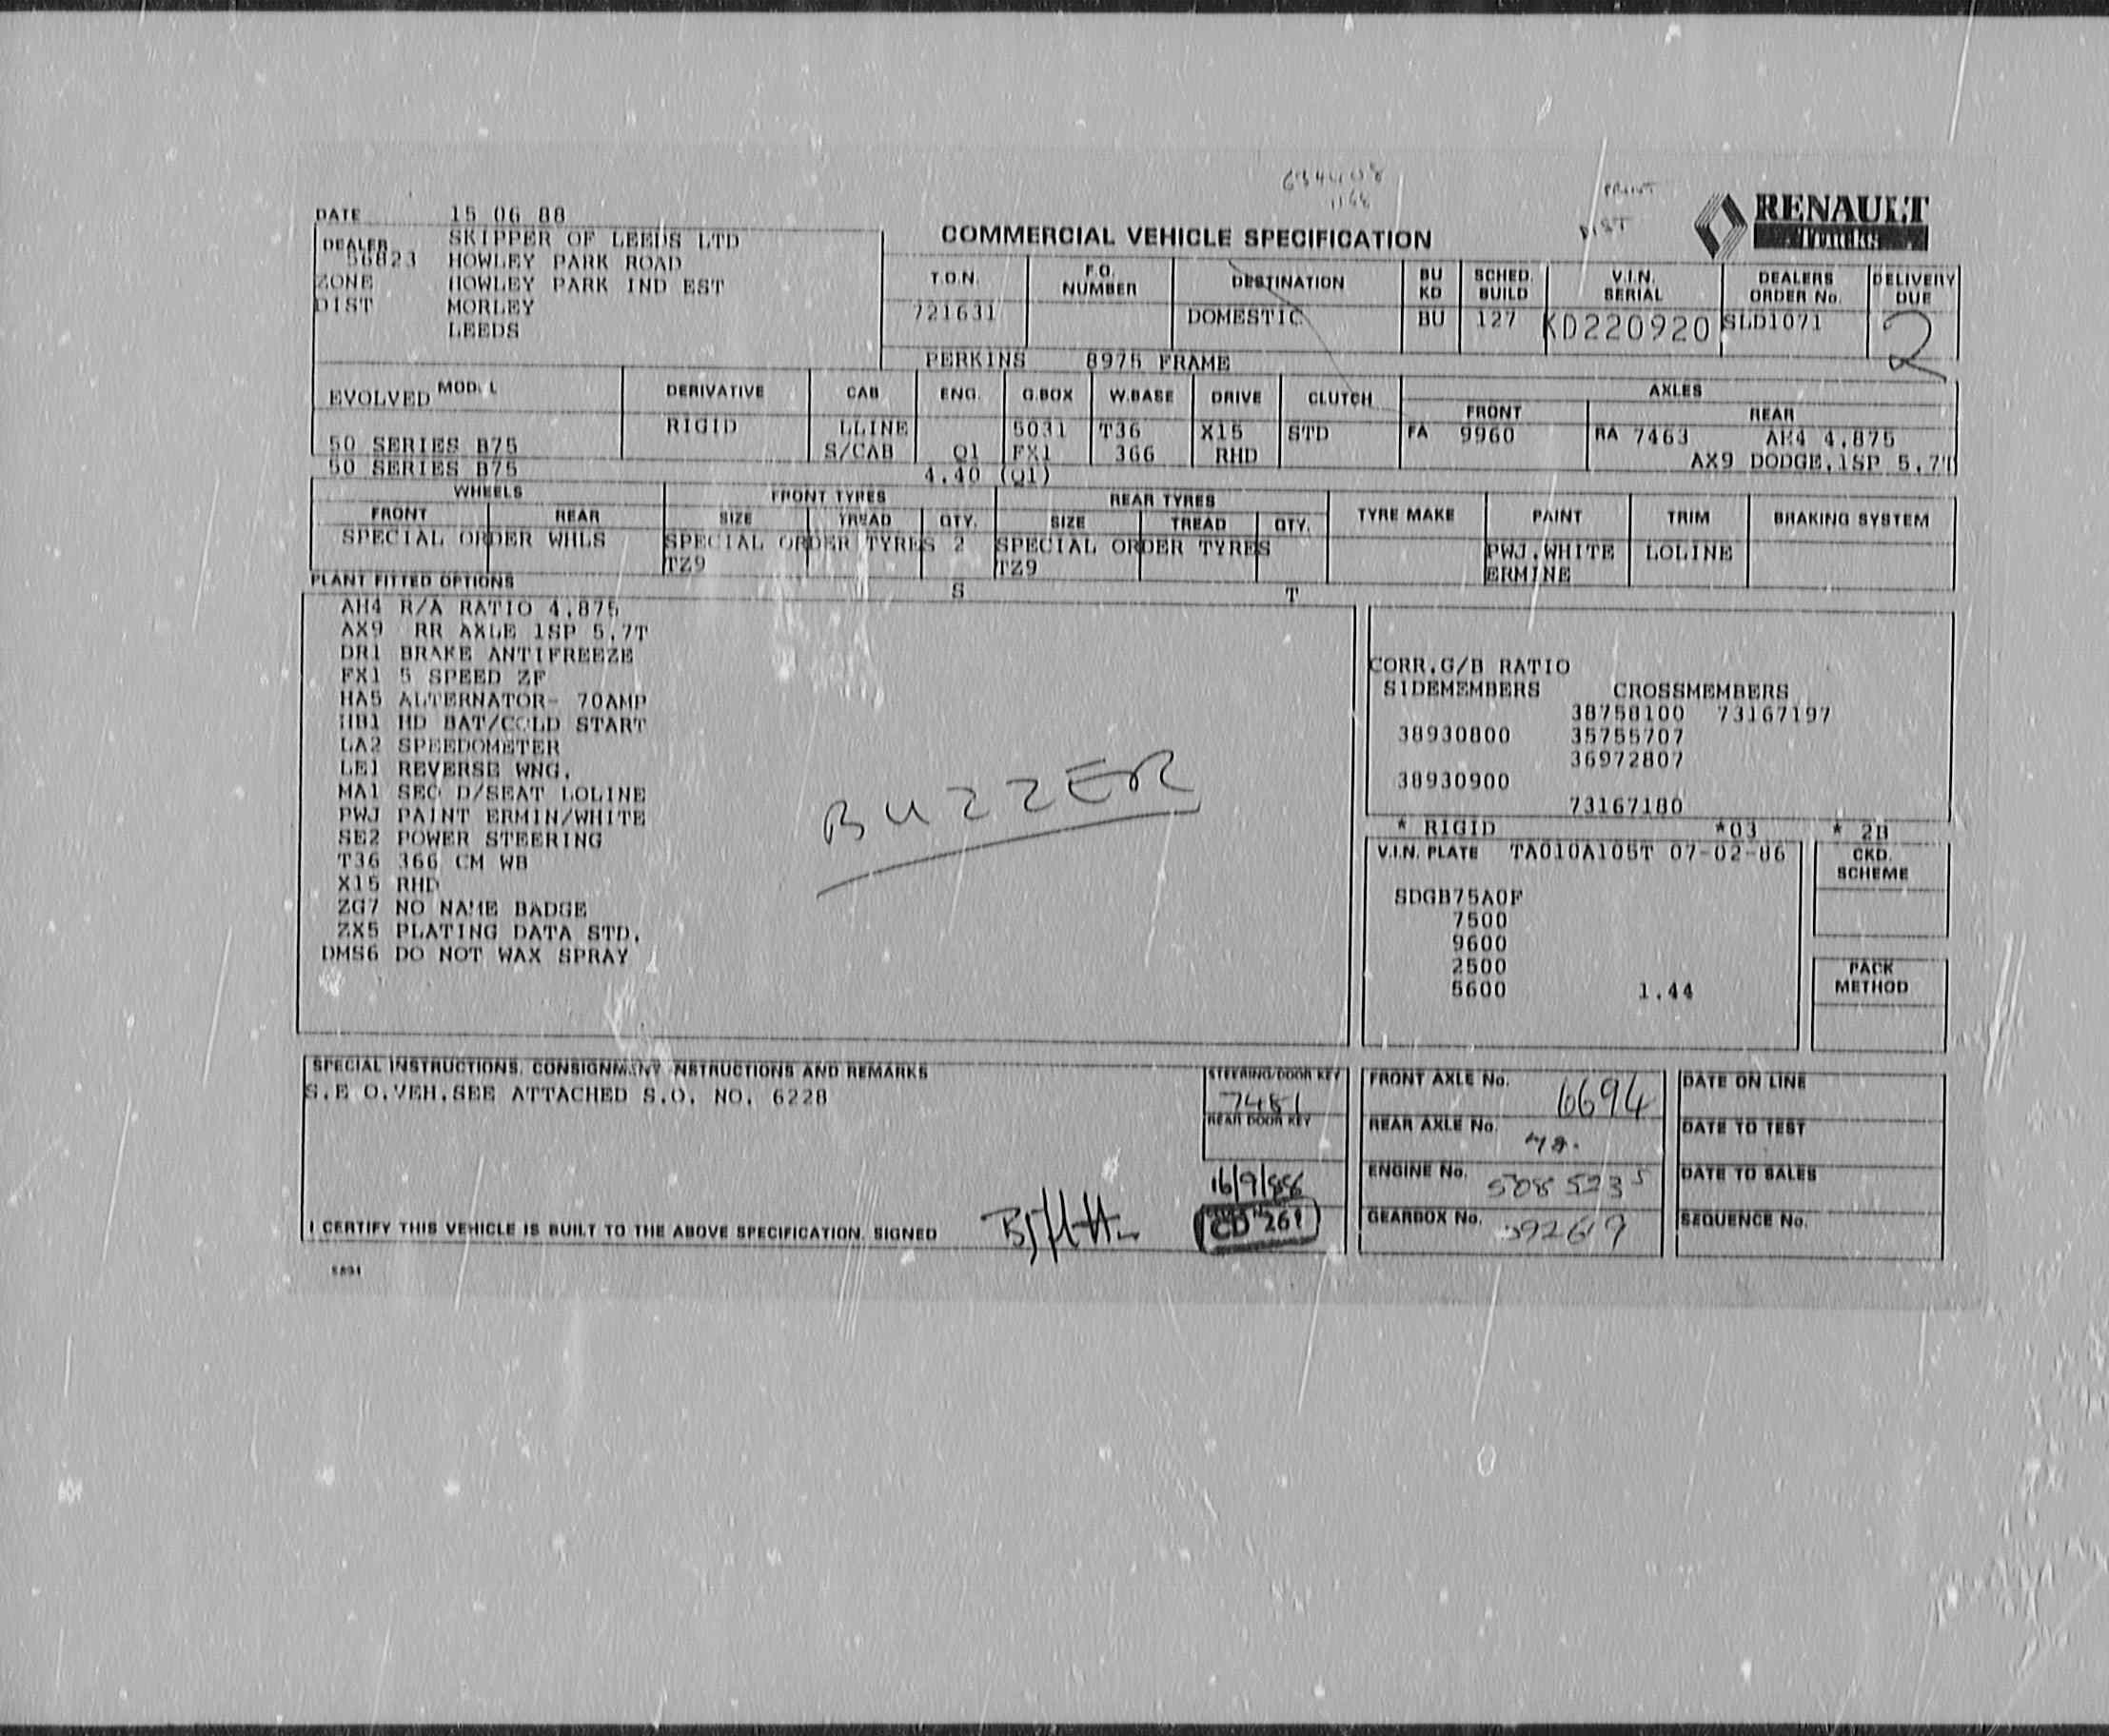 DATE 15 06 88
DEALER 56823 SKIPPER OF LEEDS LTD
HOWLEY PARK ROAD
ZONE HOWLEY PARK IND EST
DIST MORLEY
LEEDS
COMMERCIAL VEHICLE SPECIFICATION
PRINT
DIST
RENAULT
Trucks
T.O.N. F.O. NUMBER DESTINATION BU KD SCHED. BUILD V.I.N. SERIAL DEALERS ORDER No. DELIVERY DUE
721631 DOMESTIC BU 127 KD220920 SLD1071 2
PERKINS 8975 FRAME
EVOLVED MODEL DERIVATIVE CAB ENG. G.BOX W.BASE DRIVE CLUTCH AXLES
FRONT REAR
RIGID LLINE 5031 T36 X15 STD FA 9960 RA 7463 AH4 4.875
50 SERIES B75 S/CAB Q1 FX1 366 RHD AX9 DODGE,1SP 5.7T
50 SERIES B75 4.40 (Q1)
WHEELS FRONT TYRES REAR TYRES TYRE MAKE PAINT TRIM BRAKING SYSTEM
FRONT REAR SIZE TREAD QTY. SIZE TREAD QTY.
SPECIAL ORDER WHLS SPECIAL ORDER TYRES 2 SPECIAL ORDER TYRES PWJ.WHITE LOLINE
TZ9 TZ9 ERMINE
PLANT FITTED OPTIONS S T
AH4 R/A RATIO 4.875
AX9 RR AXLE 1SP 5.7T
DR1 BRAKE ANTIFREEZE
FX1 5 SPEED ZF
HA5 ALTERNATOR- 70AMP
HB1 HD BAT/COLD START
LA2 SPEEDOMETER
LE1 REVERSE WNG.
MA1 SEC D/SEAT LOLINE
PWJ PAINT ERMIN/WHITE
SE2 POWER STEERING
T36 366 CM WB
X15 RHD
ZG7 NO NAME BADGE
ZX5 PLATING DATA STD.
DMS6 DO NOT WAX SPRAY
BUZZER
CORR.G/B RATIO
SIDEMEMBERS CROSSMEMBERS
38758100 73167197
38930800 35755707
36972807
38930900
73167180
* RIGID *03 * 2B
V.I.N. PLATE TA010A105T 07-02-86
CKD. SCHEME
SDGB75A0F
7500
9600
2500
5600 1.44
PACK METHOD
SPECIAL INSTRUCTIONS, CONSIGNMENT INSTRUCTIONS AND REMARKS
S.E O.VEH.SEE ATTACHED S.O. NO. 6228
STEERING/DOOR KEY
7481
REAR DOOR KEY
16/9/88
CD 261
I CERTIFY THIS VEHICLE IS BUILT TO THE ABOVE SPECIFICATION. SIGNED
FRONT AXLE No. 6694
REAR AXLE No.
ENGINE No. 5085235
GEARBOX No.
DATE ON LINE
DATE TO TEST
DATE TO SALES
SEQUENCE No.